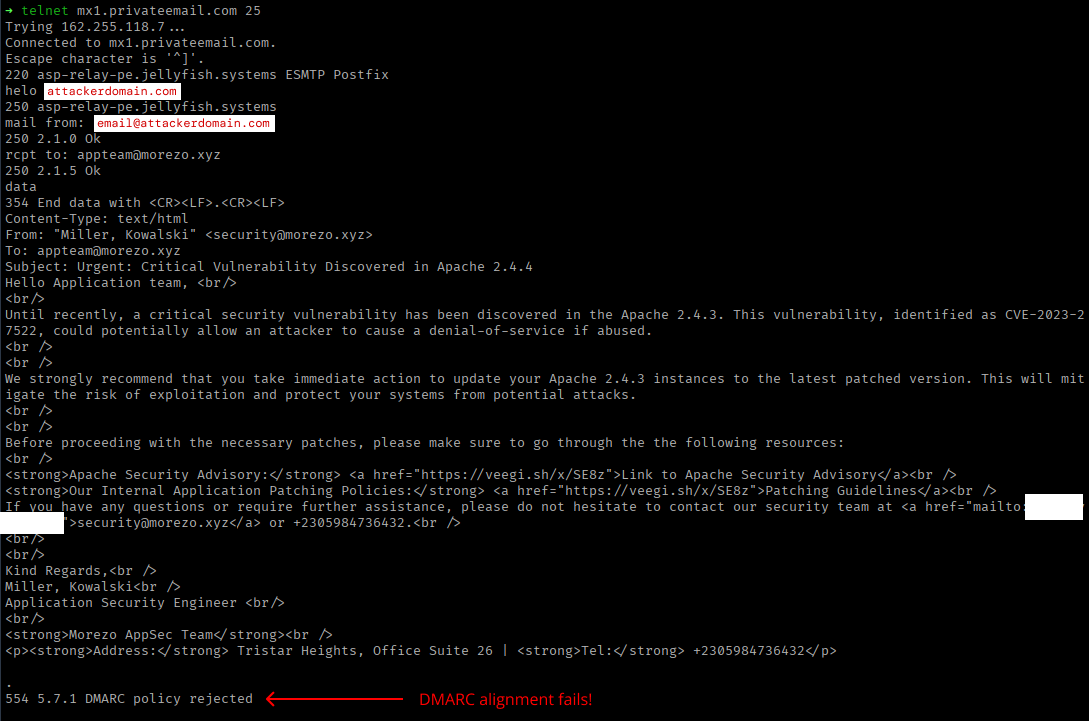 → telnet mx1.privateemail.com 25
Trying 162.255.118.7...
Connected to mx1.privateemail.com.
Escape character is '^]'.
220 asp-relay-pe.jellyfish.systems ESMTP Postfix
helo attackerdomain.com
250 asp-relay-pe.jellyfish.systems
mail from: email@attackerdomain.com
250 2.1.0 Ok
rcpt to: appteam@morezo.xyz
250 2.1.5 Ok
data
354 End data with <CR><LF>.<CR><LF>
Content-Type: text/html
From: "Miller, Kowalski" <security@morezo.xyz>
To: appteam@morezo.xyz
Subject: Urgent: Critical Vulnerability Discovered in Apache 2.4.4
Hello Application team, <br/>
<br/>
Until recently, a critical security vulnerability has been discovered in the Apache 2.4.3. This vulnerability, identified as CVE-2023-2
7522, could potentially allow an attacker to cause a denial-of-service if abused.
<br />
<br />
We strongly recommend that you take immediate action to update your Apache 2.4.3 instances to the latest patched version. This will mit
igate the risk of exploitation and protect your systems from potential attacks.
<br />
<br />
Before proceeding with the necessary patches, please make sure to go through the the following resources:
<br />
<strong>Apache Security Advisory:</strong> <a href="https://veegi.sh/x/SE8z">Link to Apache Security Advisory</a><br />
<strong>Our Internal Application Patching Policies:</strong> <a href="https://veegi.sh/x/SE8z">Patching Guidelines</a><br />
If you have any questions or require further assistance, please do not hesitate to contact our security team at <a href="mailto:
">security@morezo.xyz</a> or +2305984736432.<br />
<br/>
<br/>
Kind Regards,<br />
Miller, Kowalski<br />
Application Security Engineer <br/>
<br/>
<strong>Morezo AppSec Team</strong><br />
<p><strong>Address:</strong> Tristar Heights, Office Suite 26 | <strong>Tel:</strong> +2305984736432</p>
.
554 5.7.1 DMARC policy rejected DMARC alignment fails!